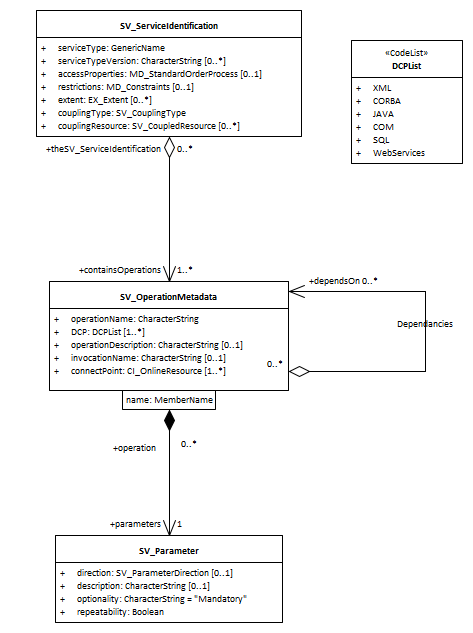 SV_ServiceIdentification
+ serviceType: GenericName
+ serviceTypeVersion: CharacterString [0..*]
+ accessProperties: MD_StandardOrderProcess [0..1]
+ restrictions: MD_Constraints [0..1]
+ extent: EX_Extent [0..*]
+ couplingType: SV_CouplingType
+ couplingResource: SV_CoupledResource [0..*]
«CodeList»
DCPList
+ XML
+ CORBA
+ JAVA
+ COM
+ SQL
+ WebServices
+theSV_ServiceIdentification 0..*
+containsOperations 1..*
+dependsOn 0..*
SV_OperationMetadata
+ operationName: CharacterString
+ DCP: DCPList [1..*]
+ operationDescription: CharacterString [0..1]
+ invocationName: CharacterString [0..1]
+ connectPoint: CI_OnlineResource [1..*]
Dependancies
0..*
name: MemberName
+operation 0..*
+parameters 1
SV_Parameter
+ direction: SV_ParameterDirection [0..1]
+ description: CharacterString [0..1]
+ optionality: CharacterString = "Mandatory"
+ repeatability: Boolean